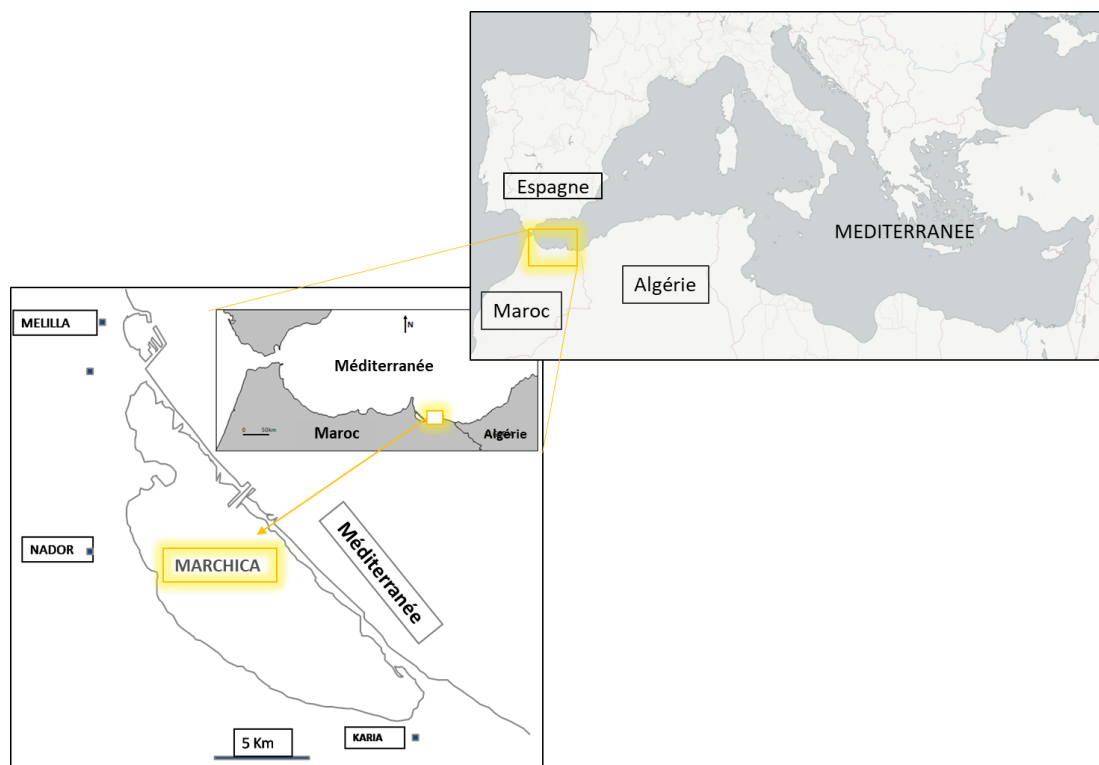 Espagne
MEDITERRANEE
Algérie
Maroc
MELILLA
N
Méditerranée
Maroc
Algérie
0 50km
NADOR
MARCHICA
Méditerranée
KARIA
5 Km